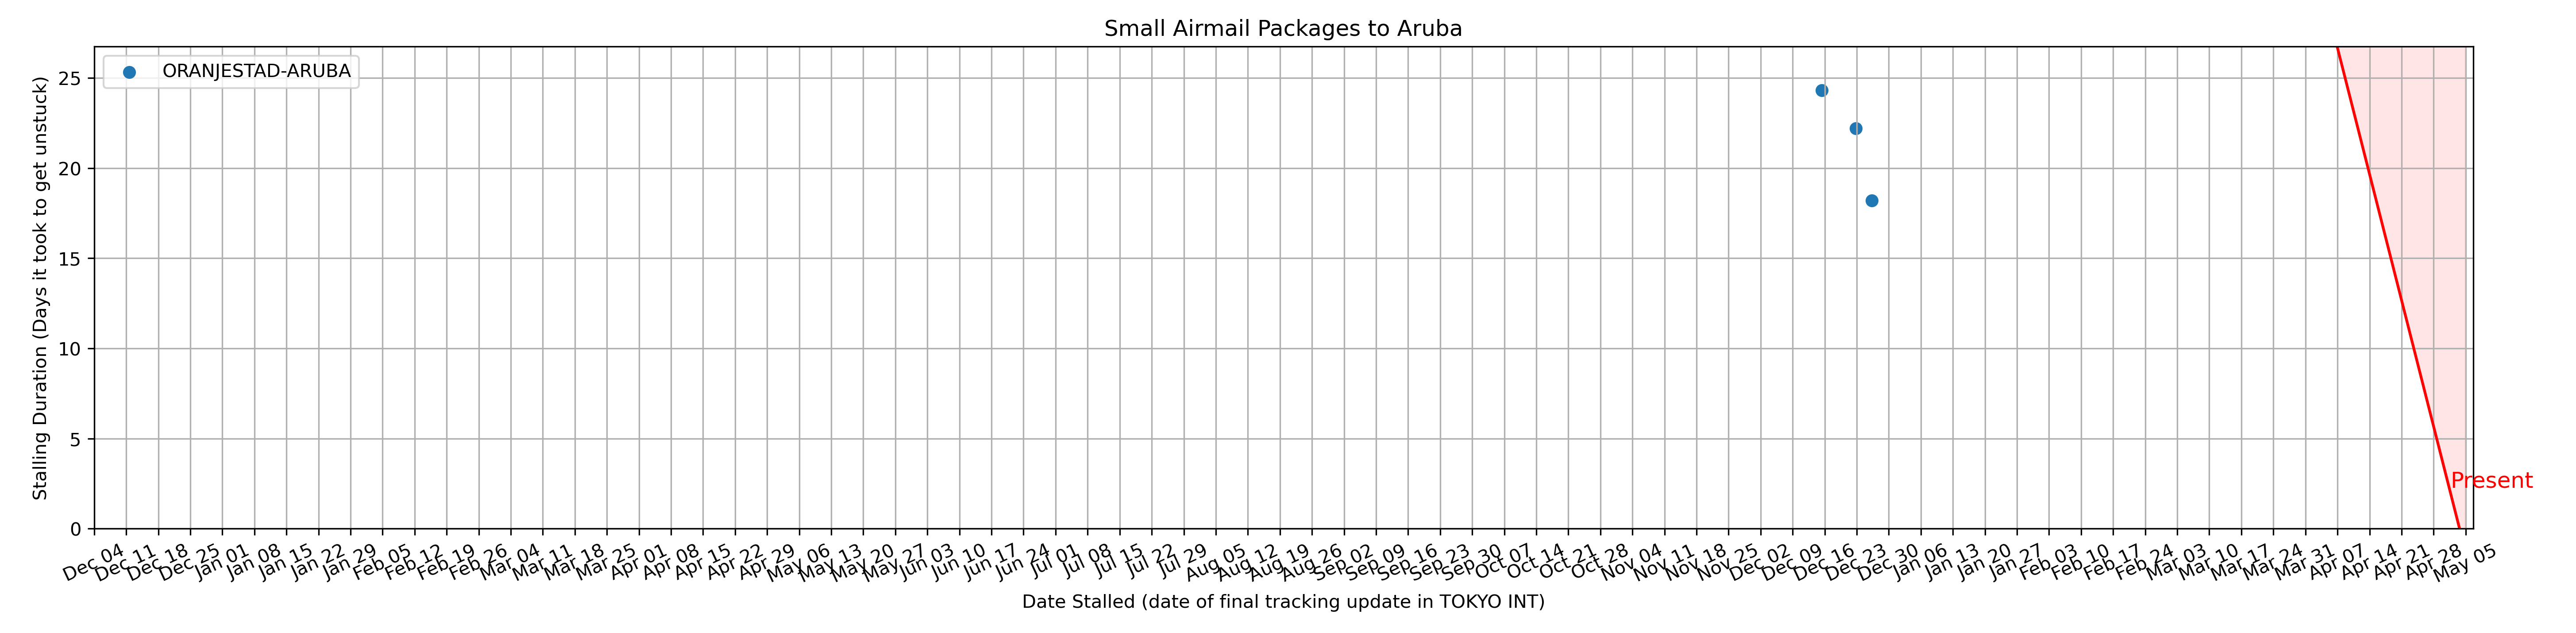 Small Airmail Packages to Aruba
ORANJESTAD-ARUBA
Stalling Duration (Days it took to get unstuck)
25
20
15
10
5
0
Present
Dec 04 Dec 11 Dec 18 Dec 25 Jan 01 Jan 08 Jan 15 Jan 22 Jan 29 Feb 05 Feb 12 Feb 19 Feb 26 Mar 04 Mar 11 Mar 18 Mar 25 Apr 01 Apr 08 Apr 15 Apr 22 Apr 29 May 06 May 13 May 20 May 27 Jun 03 Jun 10 Jun 17 Jun 24 Jul 01 Jul 08 Jul 15 Jul 22 Jul 29 Aug 05 Aug 12 Aug 19 Aug 26 Sep 02 Sep 09 Sep 16 Sep 23 Sep 30 Oct 07 Oct 14 Oct 21 Oct 28 Nov 04 Nov 11 Nov 18 Nov 25 Dec 02 Dec 09 Dec 16 Dec 23 Dec 30 Jan 06 Jan 13 Jan 20 Jan 27 Feb 03 Feb 10 Feb 17 Feb 24 Mar 03 Mar 10 Mar 17 Mar 24 Mar 31 Apr 07 Apr 14 Apr 21 Apr 28 May 05
Date Stalled (date of final tracking update in TOKYO INT)